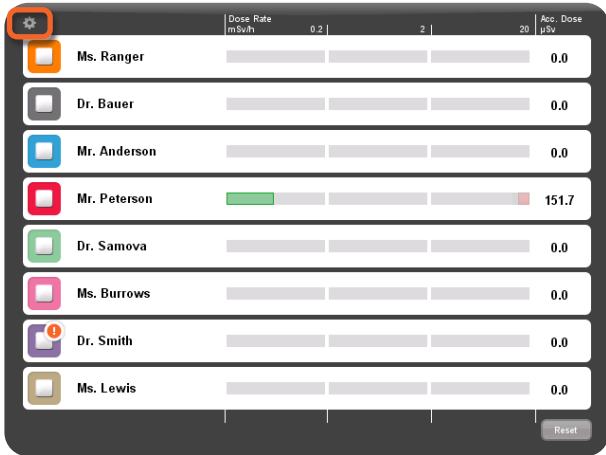 Dose Rate Acc. Dose
mSv/h 0.2 2 20 µSv
Ms. Ranger 0.0
Dr. Bauer 0.0
Mr. Anderson 0.0
Mr. Peterson 151.7
Dr. Samova 0.0
Ms. Burrows 0.0
!
Dr. Smith 0.0
Ms. Lewis 0.0
Reset